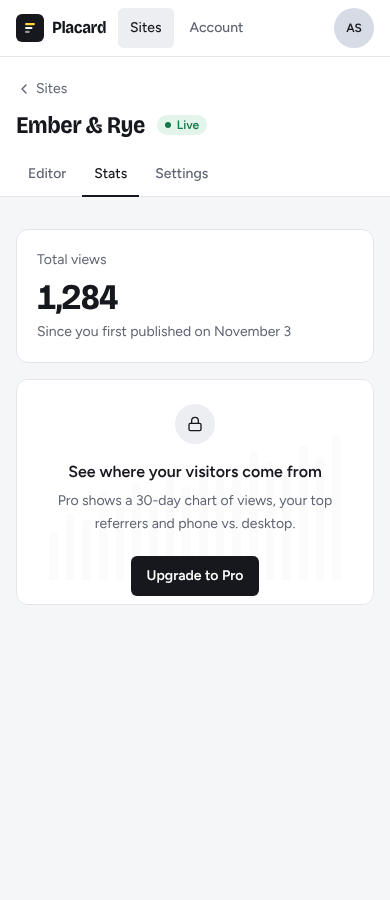 Placard
Sites
Account
AS
Sites
Ember & Rye
Live
Editor
Stats
Settings
Total views
1,284
Since you first published on November 3
See where your visitors come from
Pro shows a 30-day chart of views, your top
referrers and phone vs. desktop.
Upgrade to Pro